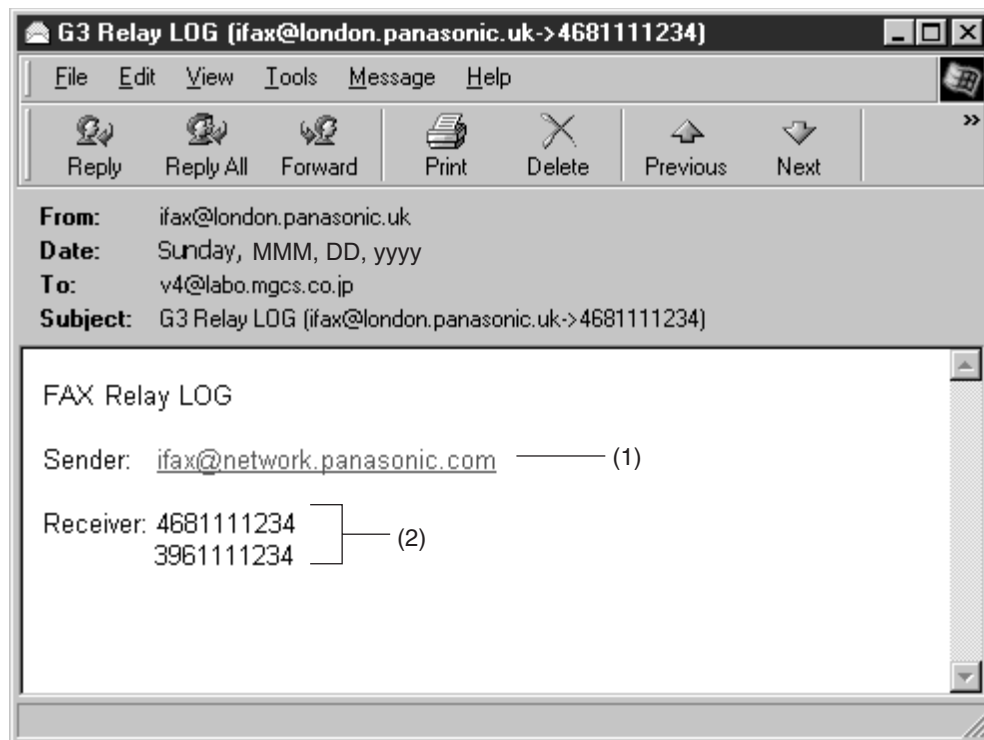 G3 Relay LOG (ifax@london.panasonic.uk->4681111234)
File Edit View Tools Message Help
Reply Reply All Forward Print Delete Previous Next »
From: ifax@london.panasonic.uk
Date: Sunday, MMM, DD, yyyy
To: v4@labo.mgcs.co.jp
Subject: G3 Relay LOG (ifax@london.panasonic.uk->4681111234)
FAX Relay LOG
Sender: ifax@network.panasonic.com (1)
Receiver: 4681111234
(2)
3961111234